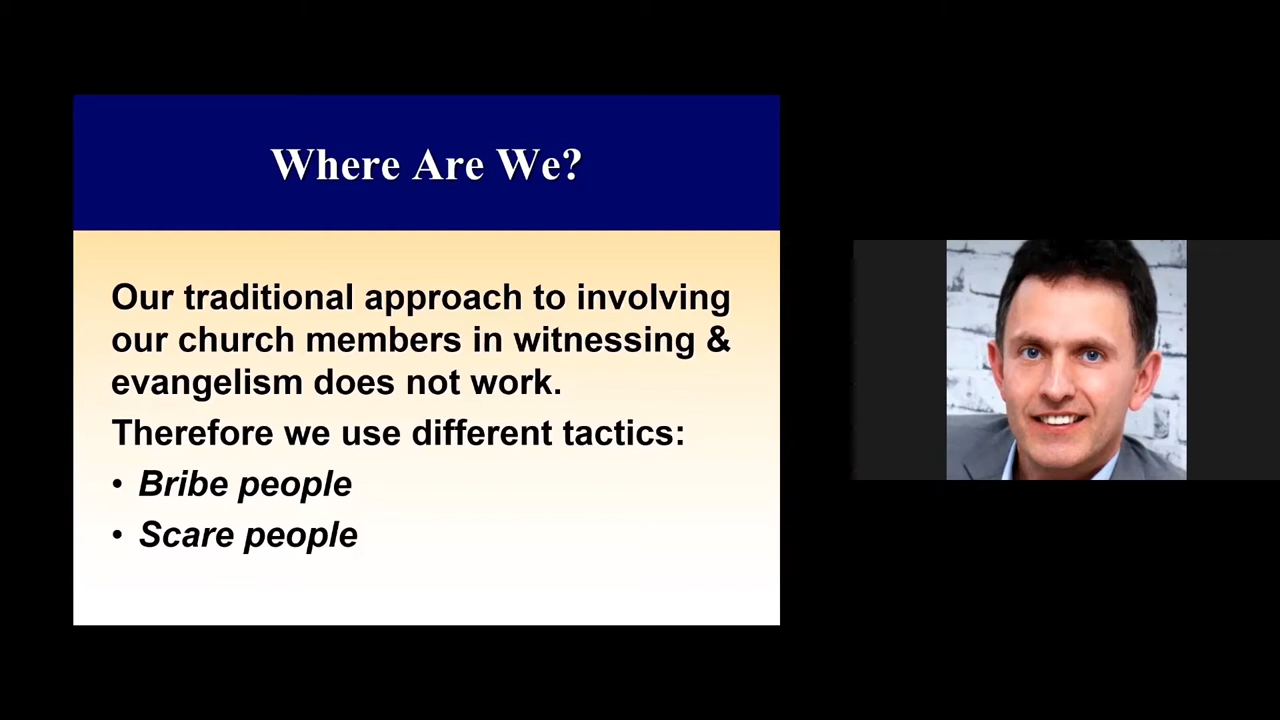 Where Are We?
Our traditional approach to involving
our church members in witnessing &
evangelism does not work.
Therefore we use different tactics:
• Bribe people
• Scare people